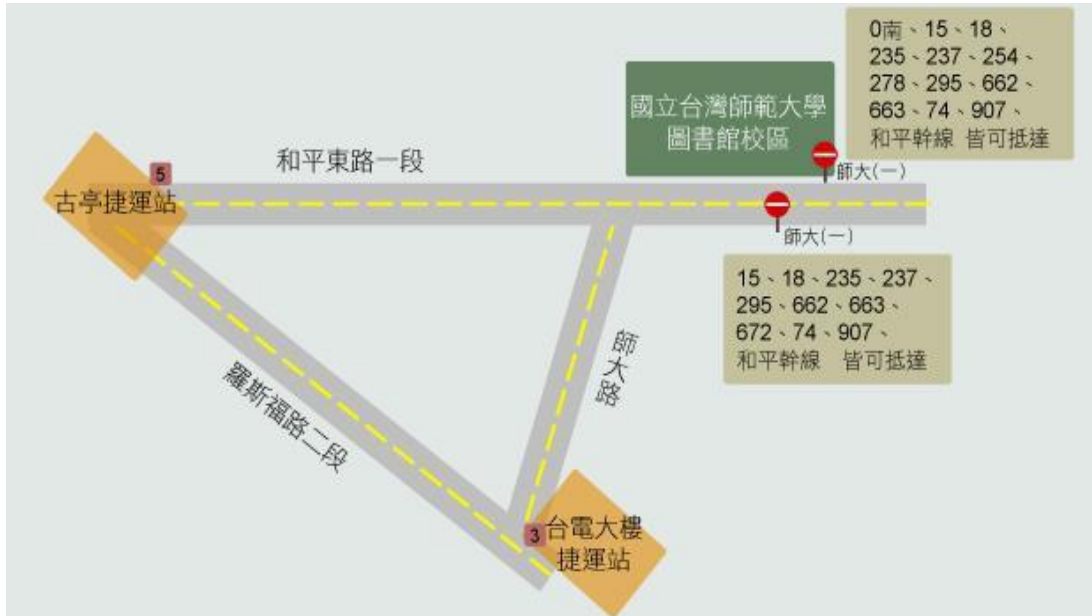 0南、15、18、
235、237、254、
278、295、662、
663、74、907、
和平幹線 皆可抵達
國立台灣師範大學
圖書館校區
師大(一)
和平東路一段
5
古亭捷運站
師大(一)
15、18、235、237、
295、662、663、
672、74、907、
和平幹線 皆可抵達
師大路
羅斯福路二段
3
台電大樓
捷運站